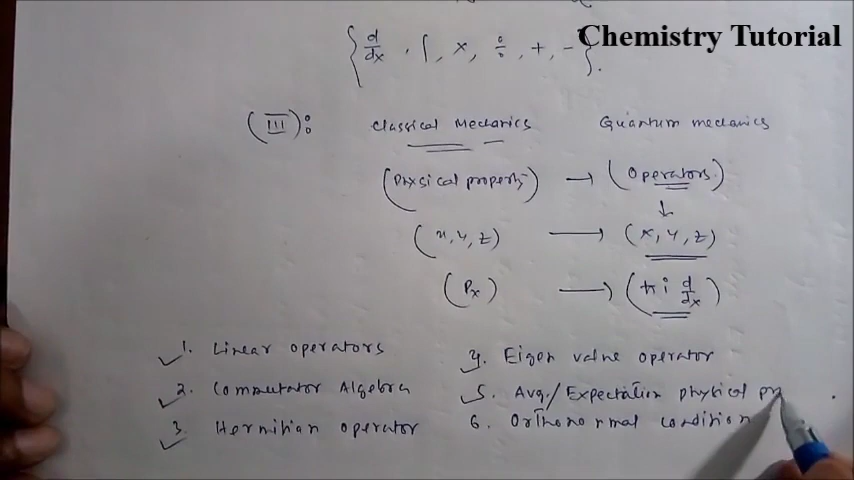 Chemistry Tutorial
{ d/dx , ∫, ×, ÷, +, - }.
(III): Classical Mechanics Quantum mechanics
(Physical property) → (Operators)
↓
(x, y, z) → (x, y, z)
(Px) → (ħ i d/dx)
✓ 1. Linear operators
✓ 2. Commutator Algebra
✓ 3. Hermitian operator
✓ 4. Eigen value operator
✓ 5. Avg./Expectation physical pr
6. Orthonormal condition